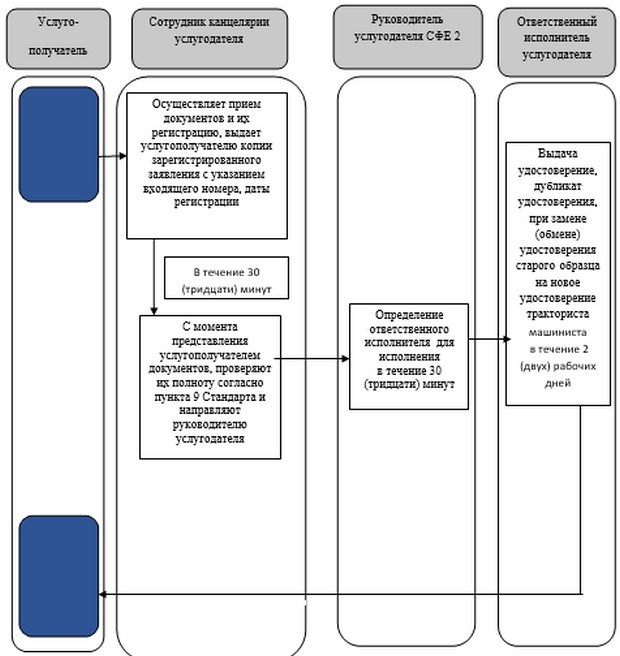 Услуго-
получатель
Сотрудник канцелярии
услугодателя
Руководитель
услугодателя СФЕ 2
Ответственный
исполнитель
услугодателя
Осуществляет прием
документов и их
регистрацию, выдает
услугополучателю копии
зарегистрированного
заявления с указанием
входящего номера, даты
регистрации
В течение 30
(тридцати) минут
С момента
представления
услугополучателем
документов, проверяют
их полноту согласно
пункта 9 Стандарта и
направляют
руководителю
услугодателя
Определение
ответственного
исполнителя для
исполнения
в течение 30
(тридцати) минут
Выдача
удостоверение,
дубликат
удостоверения,
при замене
(обмене)
удостоверения
старого образца
на новое
удостоверение
тракториста
машиниста
в течение 2
(двух) рабочих
дней